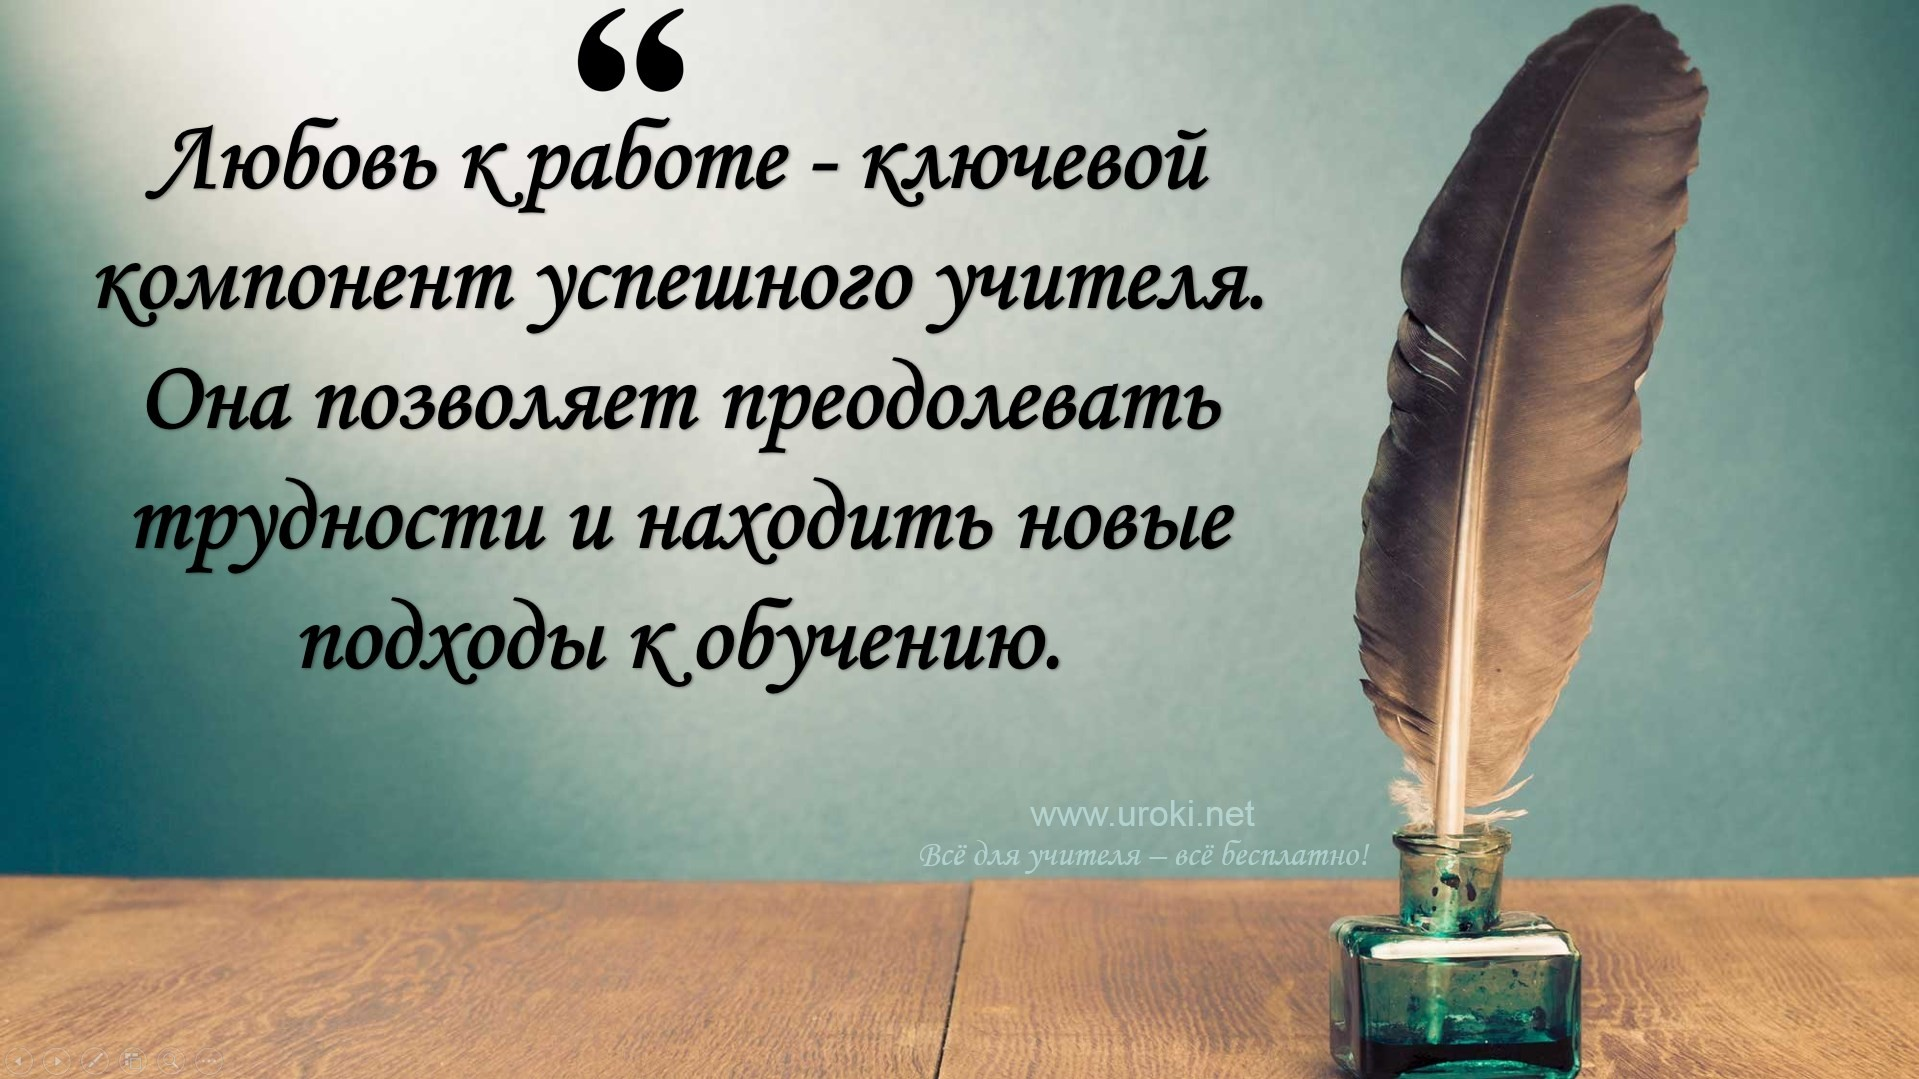 “
Любовь к работе - ключевой
компонент успешного учителя.
Она позволяет преодолевать
трудности и находить новые
подходы к обучению.
www.uroki.net
Всё для учителя – всё бесплатно!